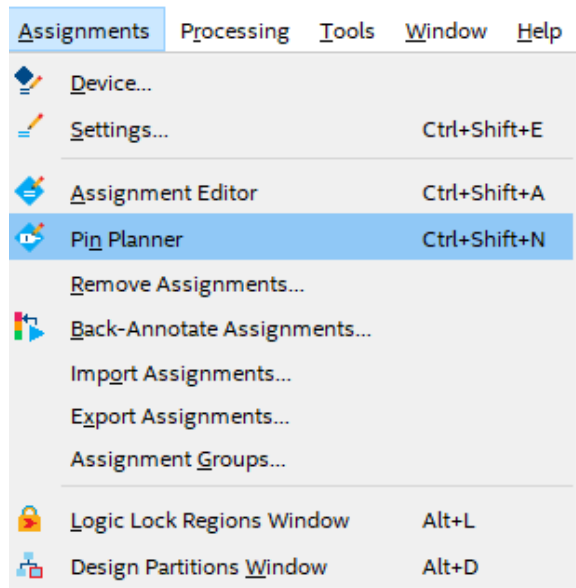 Assignments Processing Tools Window Help
Device...
Settings... Ctrl+Shift+E
Assignment Editor Ctrl+Shift+A
Pin Planner Ctrl+Shift+N
Remove Assignments...
Back-Annotate Assignments...
Import Assignments...
Export Assignments...
Assignment Groups...
Logic Lock Regions Window Alt+L
Design Partitions Window Alt+D